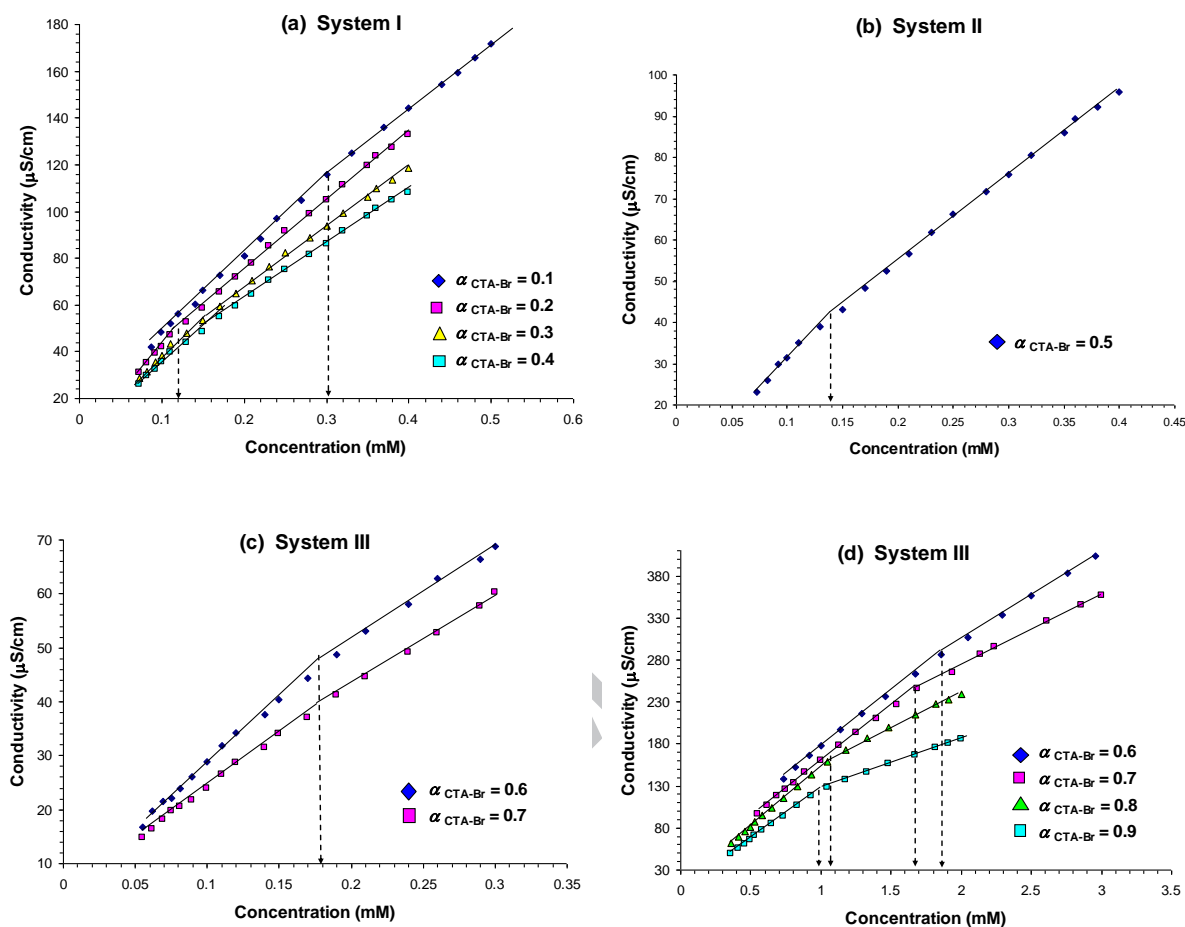 (a) System I
Conductivity (μS/cm)
180
160
140
120
100
80
60
40
20
0 0.1 0.2 0.3 0.4 0.5 0.6
Concentration (mM)
α CTA-Br = 0.1
α CTA-Br = 0.2
α CTA-Br = 0.3
α CTA-Br = 0.4
(b) System II
Conductivity (μS/cm)
100
90
80
70
60
50
40
30
20
0 0.05 0.1 0.15 0.2 0.25 0.3 0.35 0.4 0.45
Concentration (mM)
α CTA-Br = 0.5
(c) System III
Conductivity (μS/cm)
70
60
50
40
30
20
10
0 0.05 0.1 0.15 0.2 0.25 0.3 0.35
Concentration (mM)
α CTA-Br = 0.6
α CTA-Br = 0.7
(d) System III
Conductivity (μS/cm)
380
330
280
230
180
130
80
30
0 0.5 1 1.5 2 2.5 3 3.5
Concentration (mM)
α CTA-Br = 0.6
α CTA-Br = 0.7
α CTA-Br = 0.8
α CTA-Br = 0.9